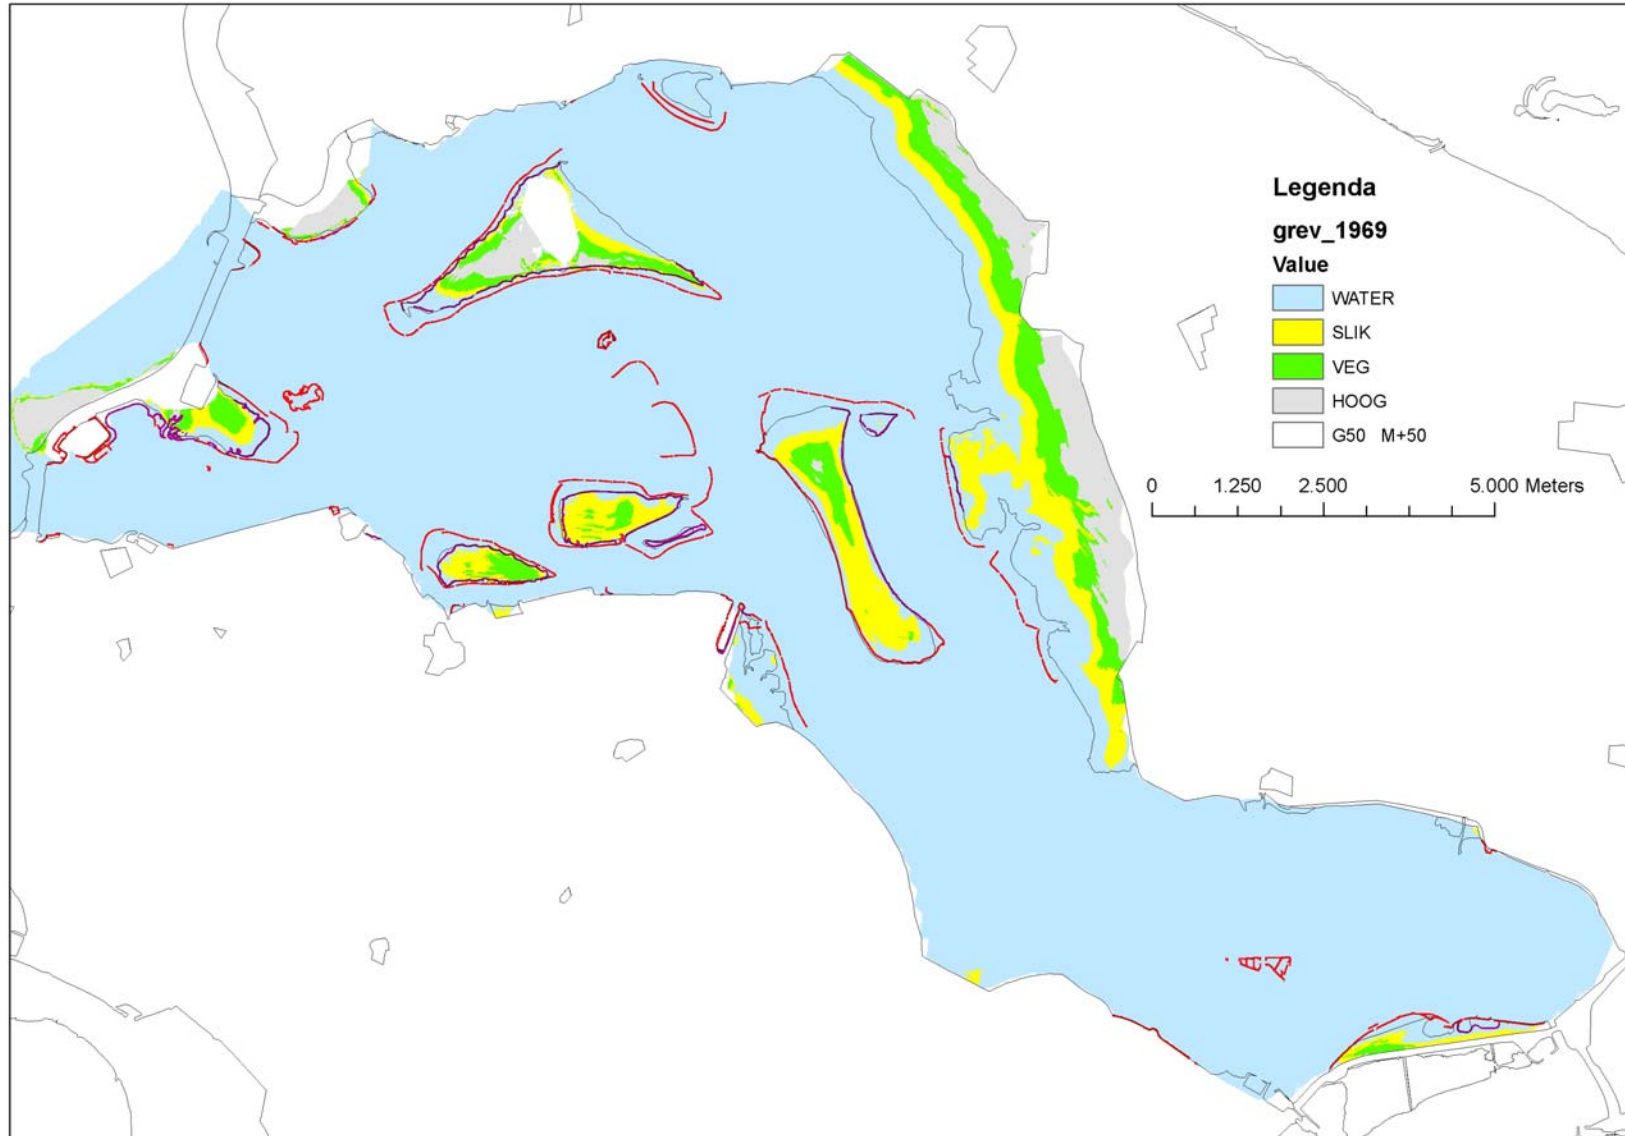 Legenda
grev_1969
Value
WATER
SLIK
VEG
HOOG
G50 M+50
0 1.250 2.500 5.000 Meters